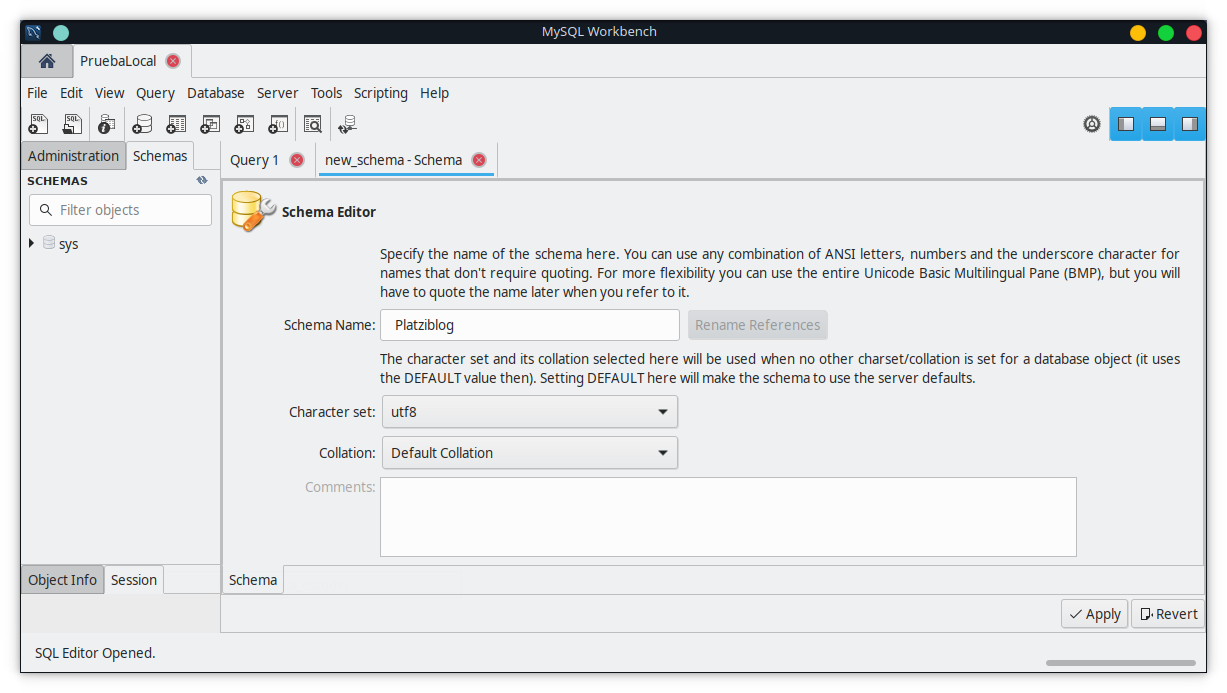 MySQL Workbench
PruebaLocal
File Edit View Query Database Server Tools Scripting Help
Administration Schemas
Query 1 new_schema - Schema
SCHEMAS
Filter objects
sys
Schema Editor
Specify the name of the schema here. You can use any combination of ANSI letters, numbers and the underscore character for
names that don't require quoting. For more flexibility you can use the entire Unicode Basic Multilingual Pane (BMP), but you will
have to quote the name later when you refer to it.
Schema Name: Platziblog Rename References
The character set and its collation selected here will be used when no other charset/collation is set for a database object (it uses
the DEFAULT value then). Setting DEFAULT here will make the schema to use the server defaults.
Character set: utf8
Collation: Default Collation
Comments:
Object Info Session
Schema
Apply Revert
SQL Editor Opened.